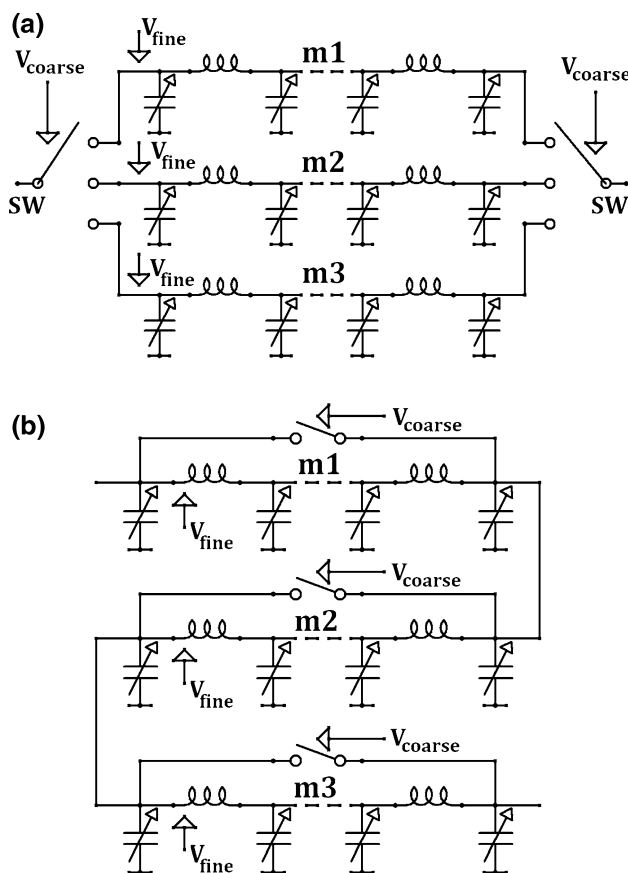 (a)
V_fine
m1
V_coarse
V_coarse
V_fine
m2
SW
SW
V_fine
m3
(b)
V_coarse
m1
V_fine
V_coarse
m2
V_fine
V_coarse
m3
V_fine